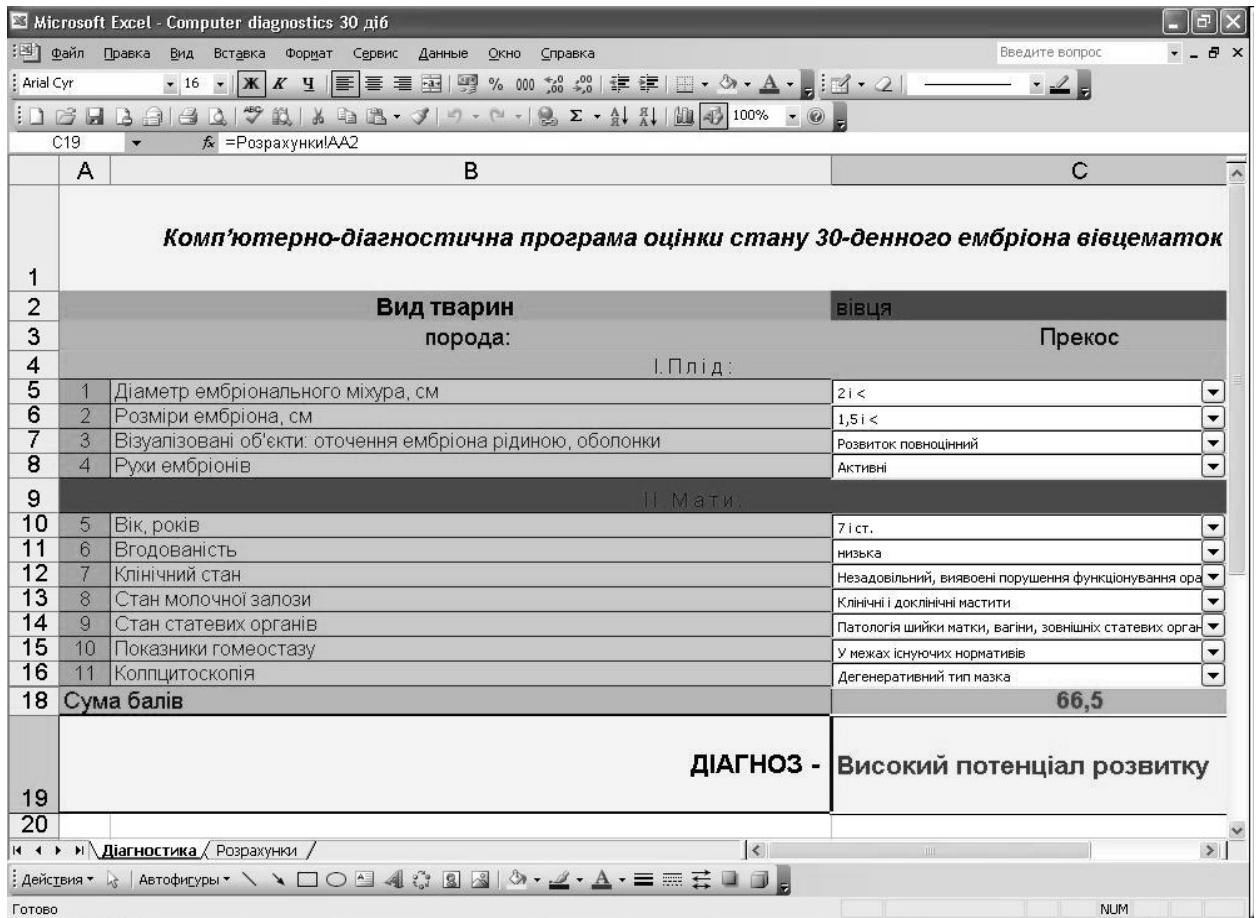 Microsoft Excel - Computer diagnostics 30 діб
Файл Правка Вид Вставка Формат Сервис Данные Окно Справка Введите вопрос
Arial Cyr 16 Ж К Ч % 000
100%
C19 fx =Розрахунки!AA2
A B C
1 Комп'ютерно-діагностична програма оцінки стану 30-денного ембріона вівцематок
2 Вид тварин вівця
3 порода: Прекос
4 І.Плід:
5 1 Діаметр ембріонального міхура, см 2 і <
6 2 Розміри ембріона, см 1,5 і <
7 3 Візуалізовані об'єкти: оточення ембріона рідиною, оболонки Розвиток повноцінний
8 4 Рухи ембріонів Активні
9 ІІ.Мати:
10 5 Вік, років 7 і ст.
11 6 Вгодованість низька
12 7 Клінічний стан Незадовільний, виявоені порушення функціонування ора
13 8 Стан молочної залози Клінічні і доклінічні мастити
14 9 Стан статевих органів Патологія шийки матки, вагіни, зовнішніх статевих орган
15 10 Показники гомеостазу У межах існуючих нормативів
16 11 Колпцитоскопія Дегенеративний тип мазка
18 Сума балів 66,5
19 ДІАГНОЗ - Високий потенціал розвитку
20
Діагностика Розрахунки
Действия Автофигуры
Готово NUM